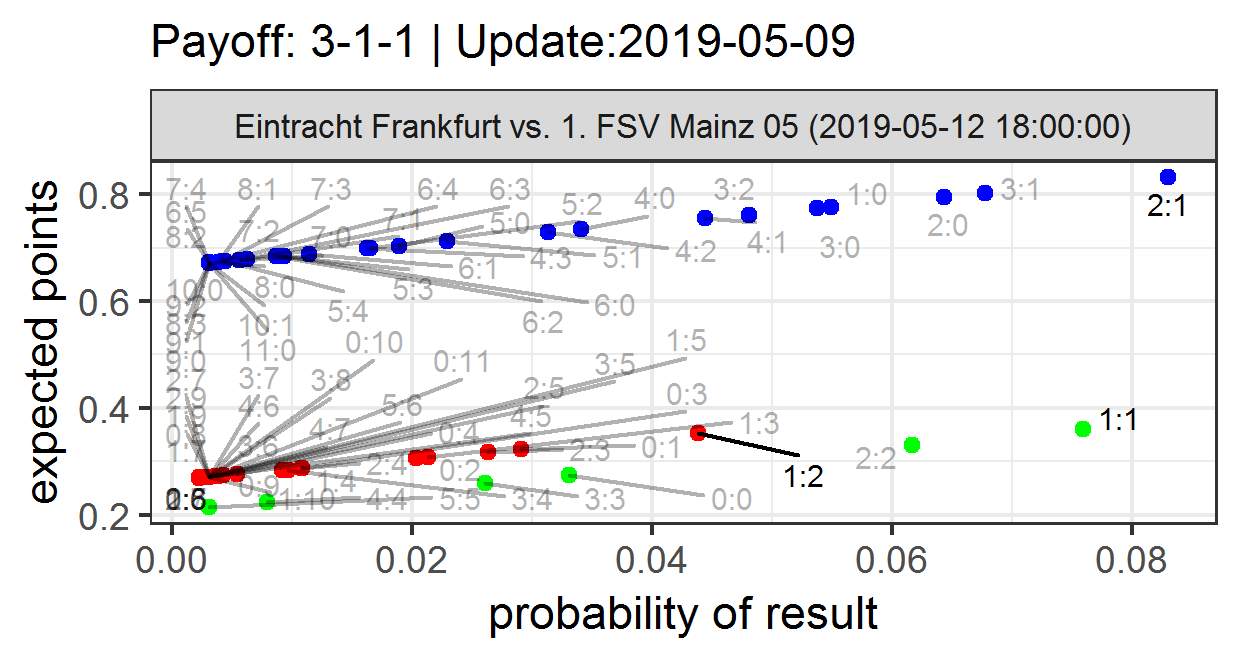 Payoff: 3-1-1 | Update:2019-05-09
Eintracht Frankfurt vs. 1. FSV Mainz 05 (2019-05-12 18:00:00)
expected points
0.8
0.6
0.4
0.2
7:4 8:1 7:3 6:4 6:3 3:2 1:0 3:1
6:5 5:2 4:0 2:1
7:2 7:0 7:1 5:0 2:0
4:3 5:1 4:2 4:1 3:0
6:1
10:0 8:0 5:3
5:4 6:2 6:0
8:3 10:1
9:1 11:0 0:10 1:5
9:0 0:11 3:5
2:7 3:7 3:8 2:5 0:3
2:9 4:6 5:6 4:5 1:3 1:1
1:9 4:7 0:4
3:6 2:3 0:1 2:2
2:4 0:2 1:2
0:9 1:4
1:10 4:4 5:5 3:4 3:3 0:0
0.00 0.02 0.04 0.06 0.08
probability of result